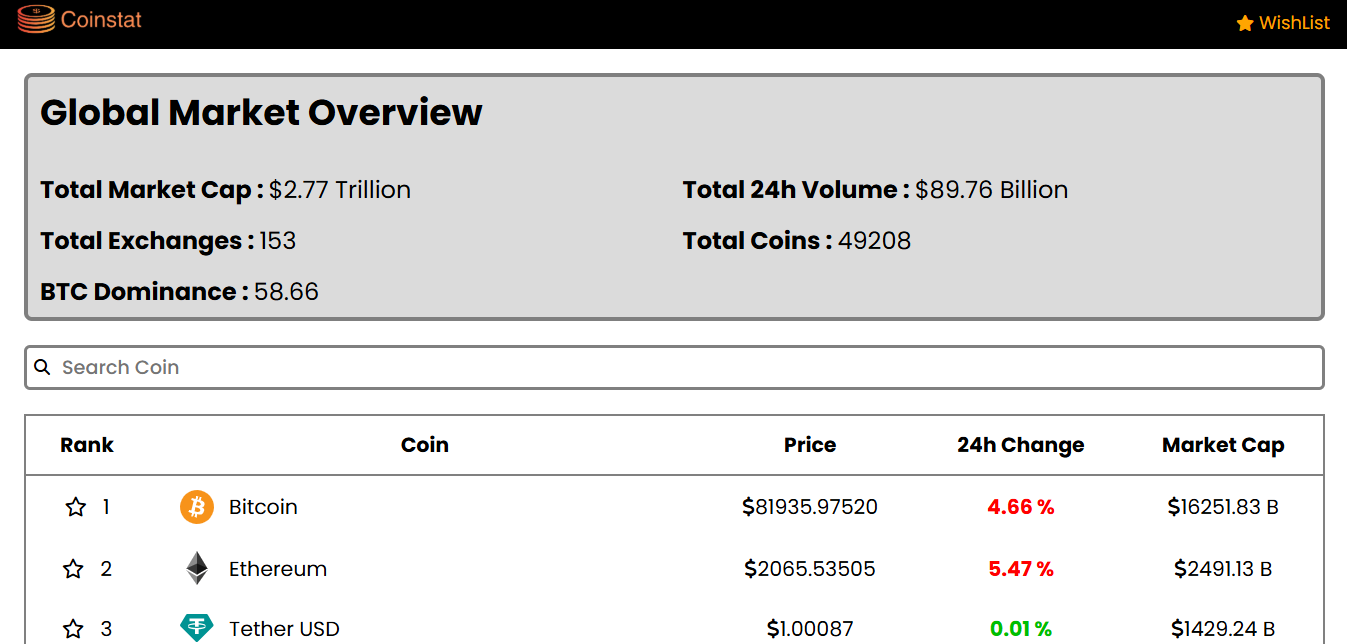 Coinstat
WishList
Global Market Overview
Total Market Cap : $2.77 Trillion
Total 24h Volume : $89.76 Billion
Total Exchanges : 153
Total Coins : 49208
BTC Dominance : 58.66
Search Coin
Rank Coin Price 24h Change Market Cap
1 Bitcoin $81935.97520 4.66 % $16251.83 B
2 Ethereum $2065.53505 5.47 % $2491.13 B
3 Tether USD $1.00087 0.01 % $1429.24 B